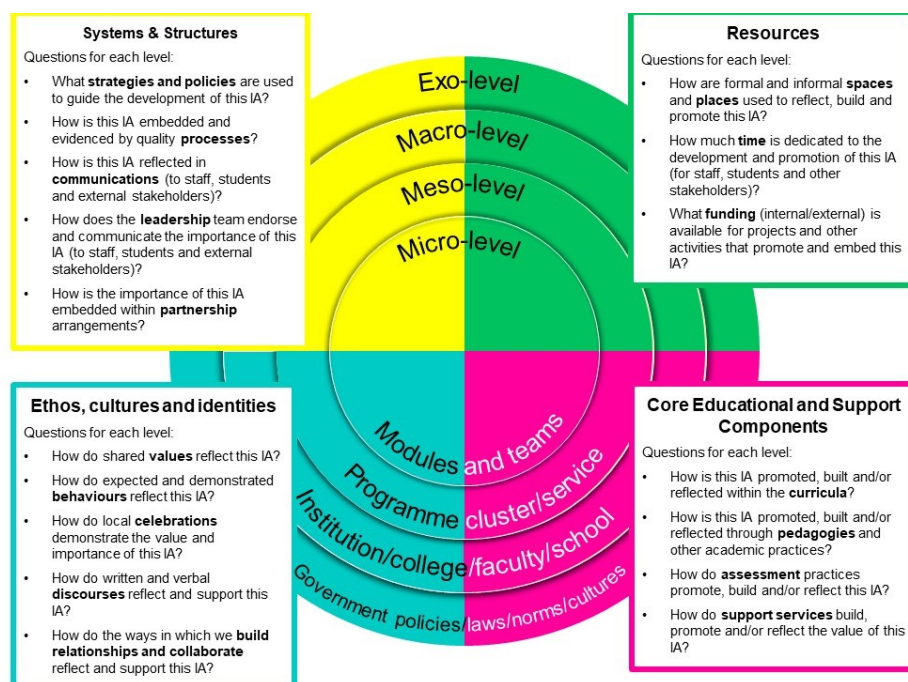 Systems & Structures
Questions for each level:
• What strategies and policies are used
to guide the development of this IA?
• How is this IA embedded and
evidenced by quality processes?
• How is this IA reflected in
communications (to staff, students
and external stakeholders)?
• How does the leadership team endorse
and communicate the importance of this
IA (to staff, students and external
stakeholders)?
• How is the importance of this IA
embedded within partnership
arrangements?
Resources
Questions for each level:
• How are formal and informal spaces
and places used to reflect, build and
promote this IA?
• How much time is dedicated to the
development and promotion of this IA
(for staff, students and other
stakeholders)?
• What funding (internal/external) is
available for projects and other
activities that promote and embed this
IA?
Exo-level
Macro-level
Meso-level
Micro-level
Modules and teams
Programme cluster/service
Institution/college/faculty/school
Government policies/laws/norms/cultures
Ethos, cultures and identities
Questions for each level:
• How do shared values reflect this IA?
• How do expected and demonstrated
behaviours reflect this IA?
• How do local celebrations
demonstrate the value and
importance of this IA?
• How do written and verbal
discourses reflect and support this
IA?
• How do the ways in which we build
relationships and collaborate
reflect and support this IA?
Core Educational and Support
Components
Questions for each level:
• How is this IA promoted, built and/or
reflected within the curricula?
• How is this IA promoted, built and/or
reflected through pedagogies and
other academic practices?
• How do assessment practices
promote, build and/or reflect this IA?
• How do support services build,
promote and/or reflect the value of this
IA?